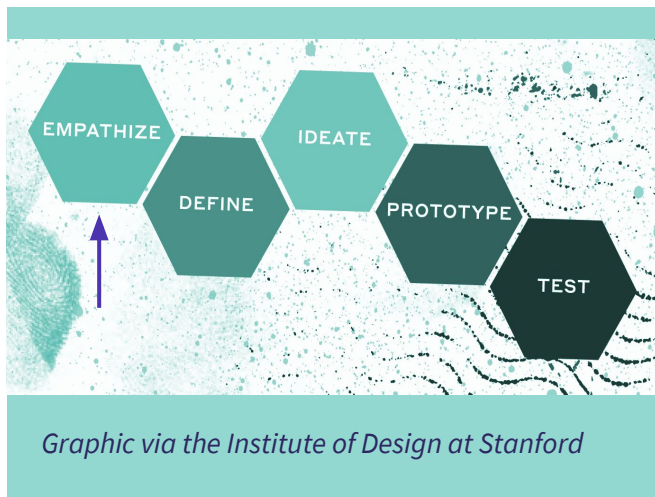 EMPATHIZE
DEFINE
IDEATE
PROTOTYPE
TEST
Graphic via the Institute of Design at Stanford